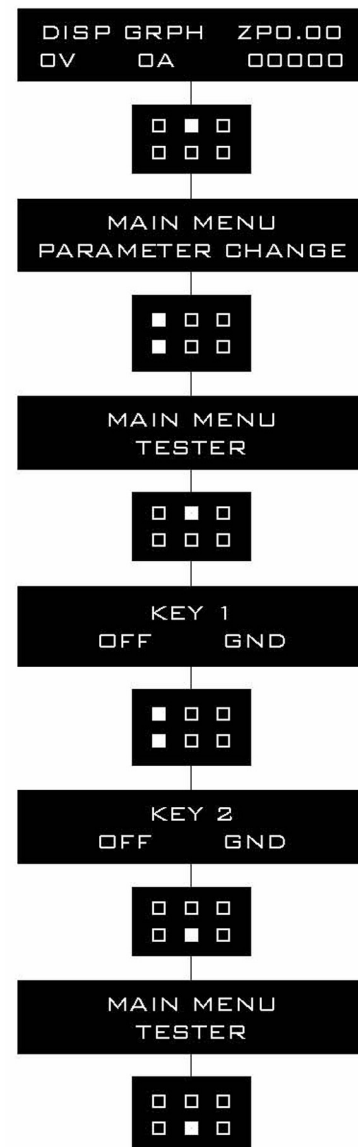 DISP GRPH ZP0.00
0V 0A 00000
MAIN MENU
PARAMETER CHANGE
MAIN MENU
TESTER
KEY 1
OFF GND
KEY 2
OFF GND
MAIN MENU
TESTER